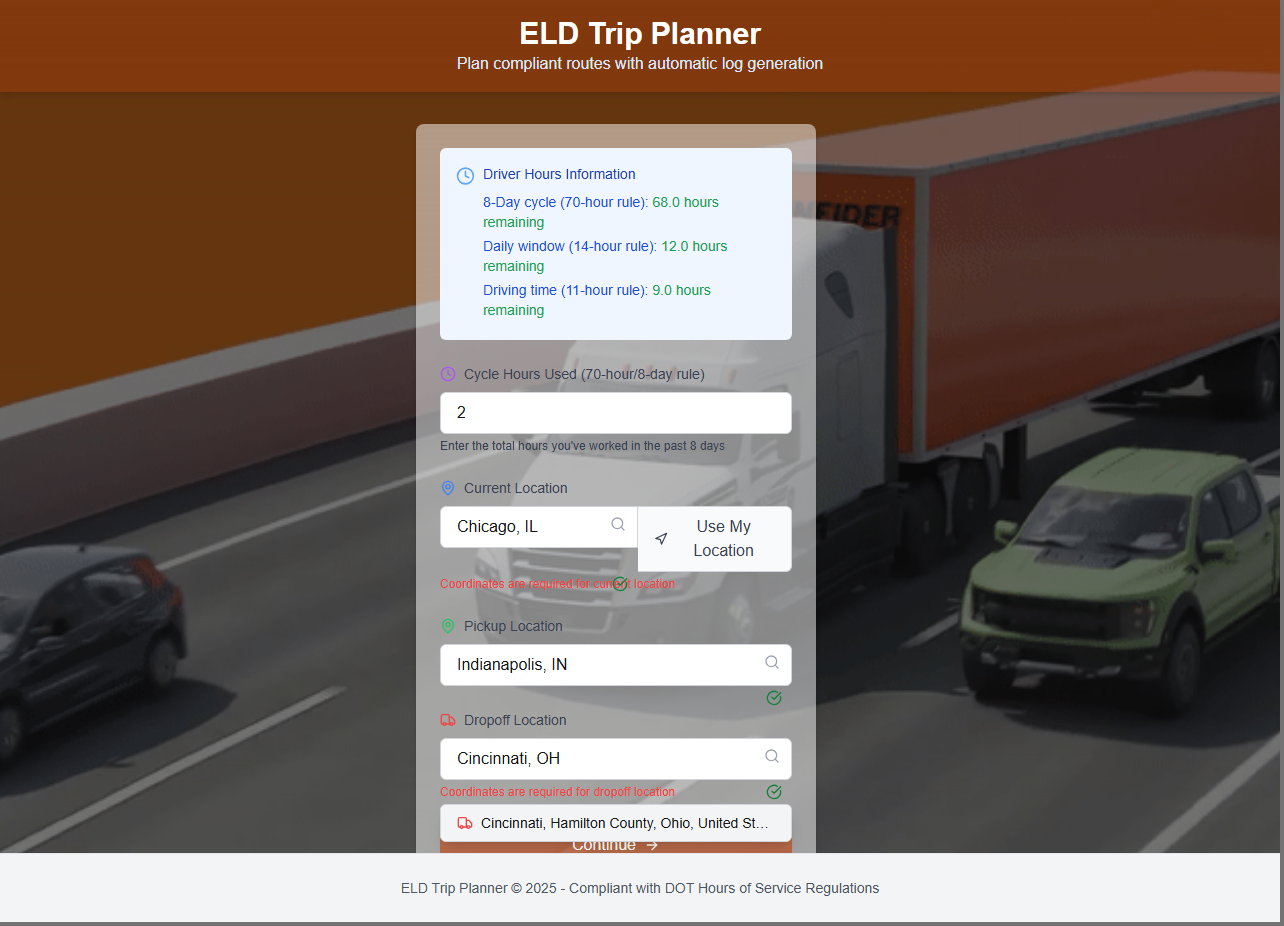 ELD Trip Planner
Plan compliant routes with automatic log generation
Driver Hours Information
8-Day cycle (70-hour rule): 68.0 hours
remaining
Daily window (14-hour rule): 12.0 hours
remaining
Driving time (11-hour rule): 9.0 hours
remaining
EIDER
Cycle Hours Used (70-hour/8-day rule)
2
Enter the total hours you've worked in the past 8 days
Current Location
Chicago, IL
Use My
Location
Coordinates are required for current location
Pickup Location
Indianapolis, IN
Dropoff Location
Cincinnati, OH
Coordinates are required for dropoff location
Cincinnati, Hamilton County, Ohio, United St...
Continue
ELD Trip Planner © 2025 - Compliant with DOT Hours of Service Regulations